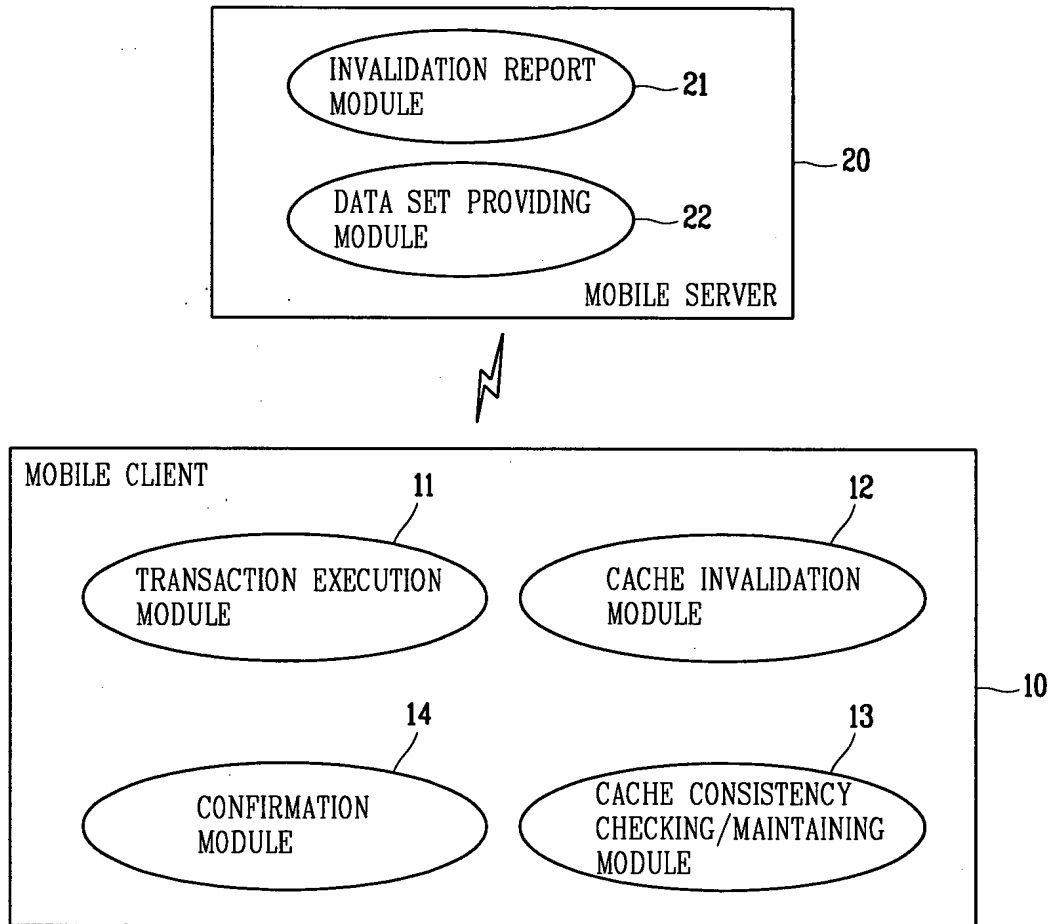 INVALIDATION REPORT
MODULE
21
DATA SET PROVIDING
MODULE
22
20
MOBILE SERVER
MOBILE CLIENT
11
TRANSACTION EXECUTION
MODULE
12
CACHE INVALIDATION
MODULE
10
14
CONFIRMATION
MODULE
13
CACHE CONSISTENCY
CHECKING/MAINTAINING
MODULE